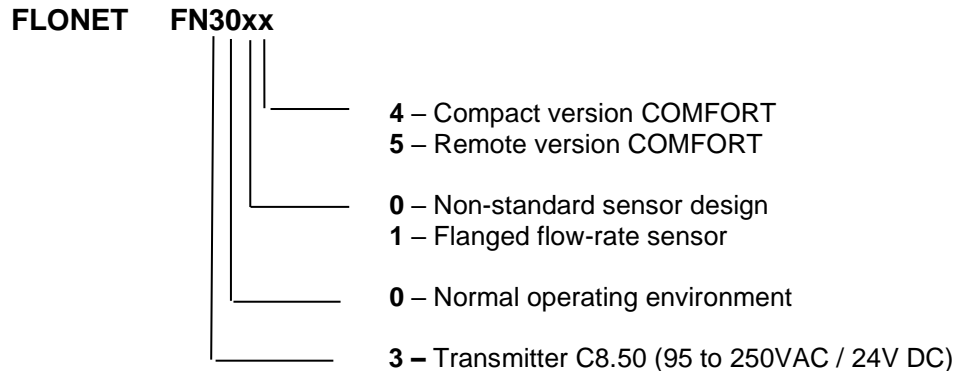 FLONET FN30xx
4 – Compact version COMFORT
5 – Remote version COMFORT
0 – Non-standard sensor design
1 – Flanged flow-rate sensor
0 – Normal operating environment
3 – Transmitter C8.50 (95 to 250VAC / 24V DC)